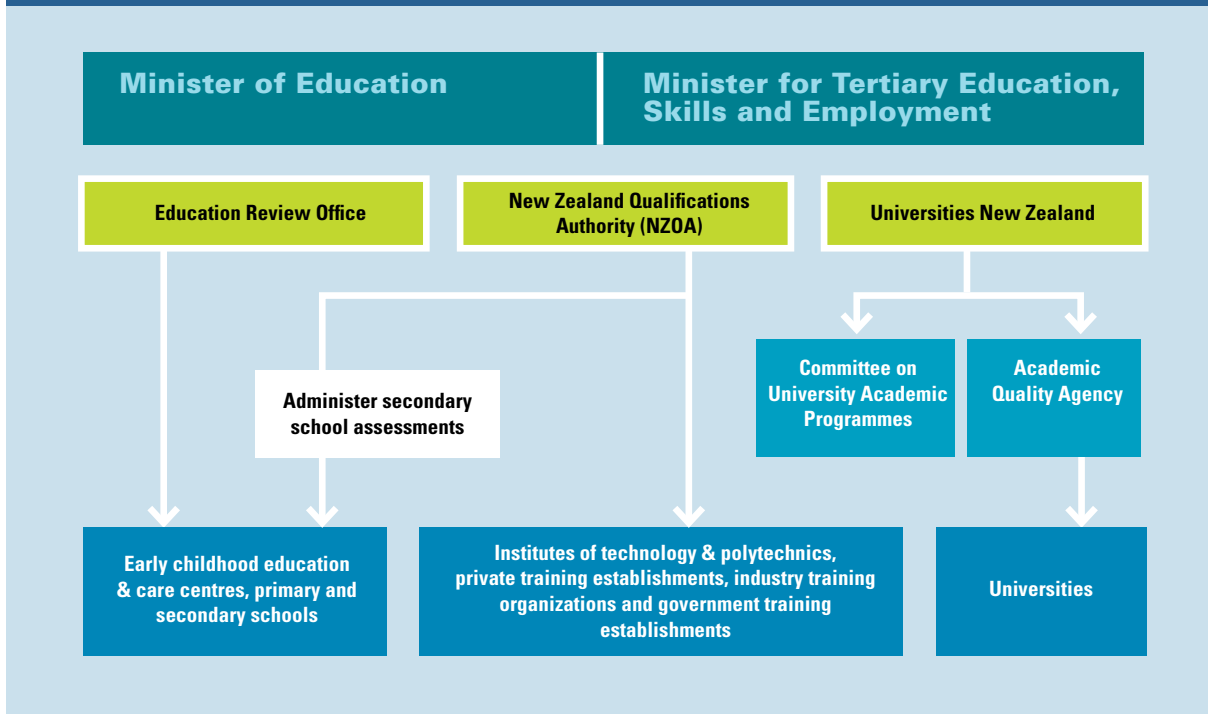 Minister of Education
Minister for Tertiary Education,
Skills and Employment
Education Review Office
New Zealand Qualifications
Authority (NZOA)
Universities New Zealand
Committee on
University Academic
Programmes
Academic
Quality Agency
Administer secondary
school assessments
Early childhood education
& care centres, primary and
secondary schools
Institutes of technology & polytechnics,
private training establishments, industry training
organizations and government training
establishments
Universities